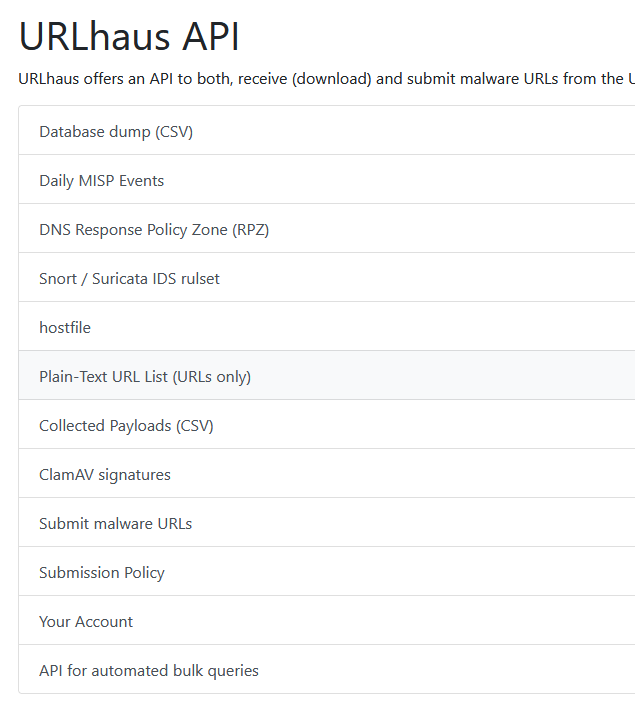 URLhaus API
URLhaus offers an API to both, receive (download) and submit malware URLs from the
Database dump (CSV)
Daily MISP Events
DNS Response Policy Zone (RPZ)
Snort / Suricata IDS rulset
hostfile
Plain-Text URL List (URLs only)
Collected Payloads (CSV)
ClamAV signatures
Submit malware URLs
Submission Policy
Your Account
API for automated bulk queries